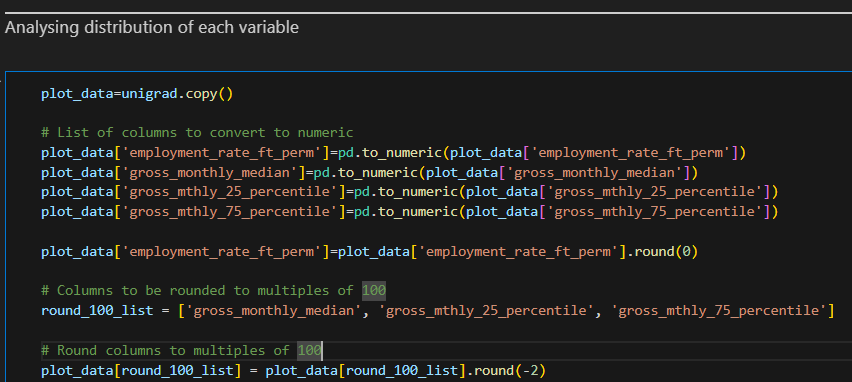 Analysing distribution of each variable
plot_data=unigrad.copy()
# List of columns to convert to numeric
plot_data['employment_rate_ft_perm']=pd.to_numeric(plot_data['employment_rate_ft_perm'])
plot_data['gross_monthly_median']=pd.to_numeric(plot_data['gross_monthly_median'])
plot_data['gross_mthly_25_percentile']=pd.to_numeric(plot_data['gross_mthly_25_percentile'])
plot_data['gross_mthly_75_percentile']=pd.to_numeric(plot_data['gross_mthly_75_percentile'])
plot_data['employment_rate_ft_perm']=plot_data['employment_rate_ft_perm'].round(0)
# Columns to be rounded to multiples of 100
round_100_list = ['gross_monthly_median', 'gross_mthly_25_percentile', 'gross_mthly_75_percentile']
# Round columns to multiples of 100
plot_data[round_100_list] = plot_data[round_100_list].round(-2)